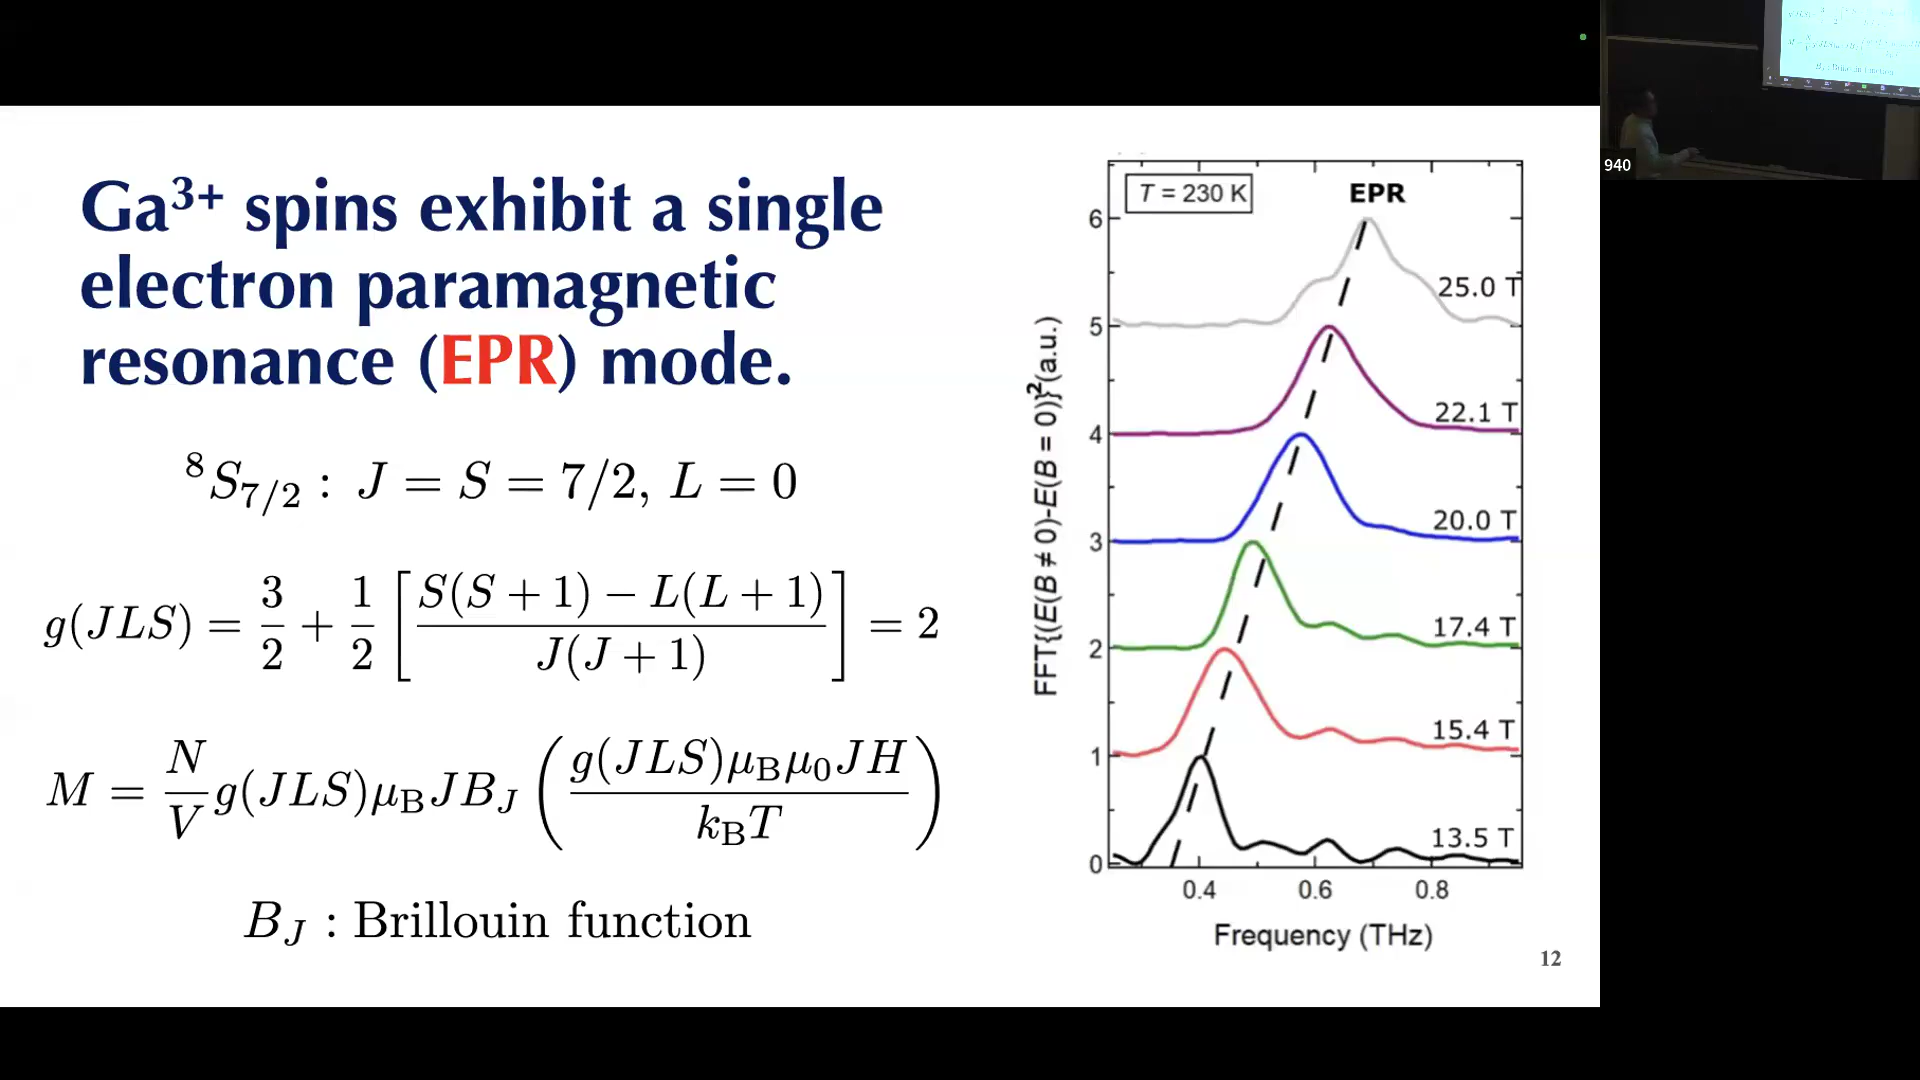 Ga³⁺ spins exhibit a single
electron paramagnetic
resonance (EPR) mode.
⁸S₇/₂ : J = S = 7/2, L = 0
g(JLS) = 3/2 + 1/2 [S(S + 1) − L(L + 1) / J(J + 1)] = 2
M = N/V g(JLS)μ_B J B_J (g(JLS)μ_Bμ₀JH / k_BT)
B_J : Brillouin function
T = 230 K
EPR
25.0 T
22.1 T
20.0 T
17.4 T
15.4 T
13.5 T
6
5
4
3
2
1
0
FFT{(E(B ≠ 0)-E(B = 0)}²(a.u.)
0.4 0.6 0.8
Frequency (THz)
12
940